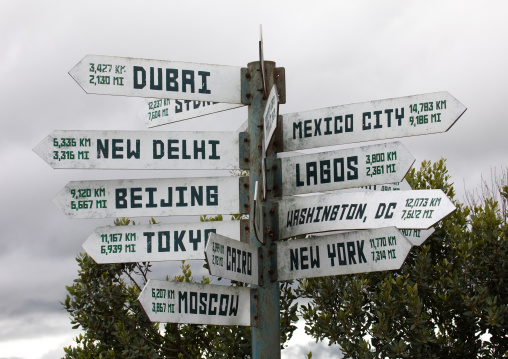 3,427 KM
2,130 MI
DUBAI
12,237 KM
7,604 MI
MEXICO CITY
14,783 KM
9,186 MI
5,336 KM
3,316 MI
NEW DELHI
LAGOS
3,800 KM
2,361 MI
9,120 KM
5,667 MI
BEIJING
WASHINGTON, DC
12,073 KM
7,502 MI
11,167 KM
6,939 MI
TOKYO
NEW YORK
11,770 KM
7,314 MI
CAIRO
6,207 KM
3,857 MI
MOSCOW